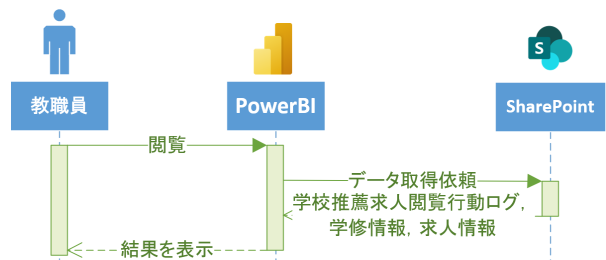 教職員
PowerBI
S
SharePoint
閲覧
データ取得依頼
学校推薦求人閲覧行動ログ,
学修情報, 求人情報
結果を表示